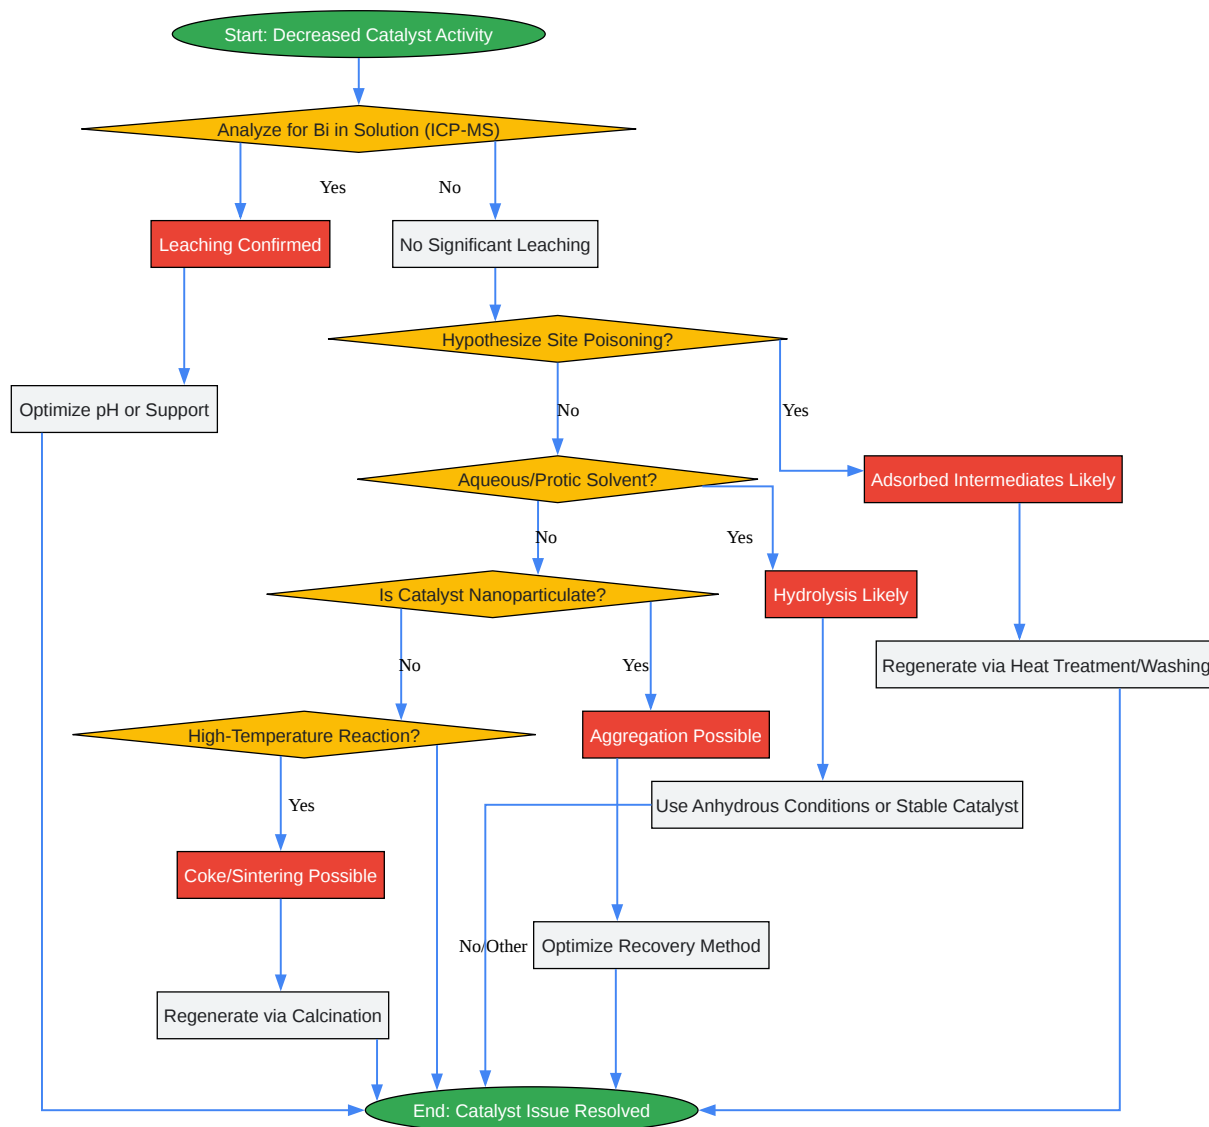 Start: Decreased Catalyst Activity
Analyze for Bi in Solution (ICP-MS)
Yes
No
Leaching Confirmed
No Significant Leaching
Hypothesize Site Poisoning?
Optimize pH or Support
No
Yes
Aqueous/Protic Solvent?
Adsorbed Intermediates Likely
No
Yes
Is Catalyst Nanoparticulate?
Hydrolysis Likely
No
Yes
Regenerate via Heat Treatment/Washing
High-Temperature Reaction?
Aggregation Possible
Yes
Use Anhydrous Conditions or Stable Catalyst
Coke/Sintering Possible
No/Other
Optimize Recovery Method
Regenerate via Calcination
End: Catalyst Issue Resolved